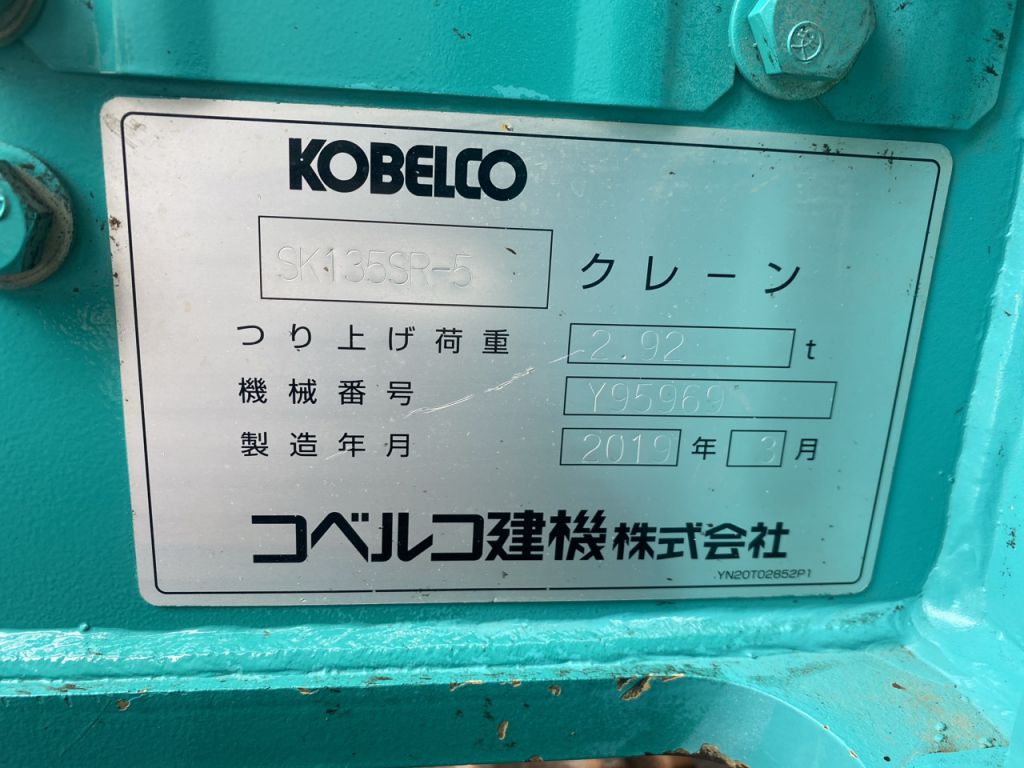 KOBELCO
SK135SR-5 クレーン
つり上げ荷重 2.92 t
機械番号 Y95969
製造年月 2019 年 3 月
コベルコ建機株式会社
YN20T02852P1